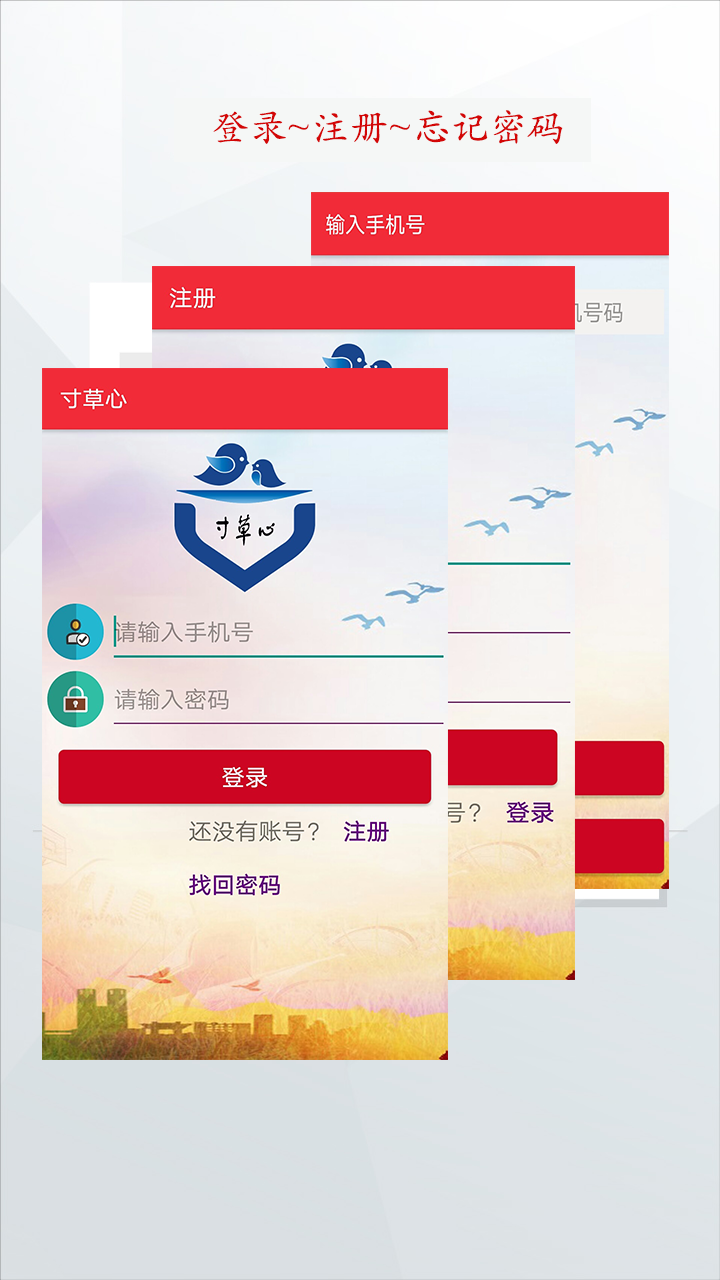 登录~注册~忘记密码
输入手机号
机号码
注册
寸草心
寸草心
请输入手机号
请输入密码
登录
还没有账号？ 注册
号？ 登录
找回密码